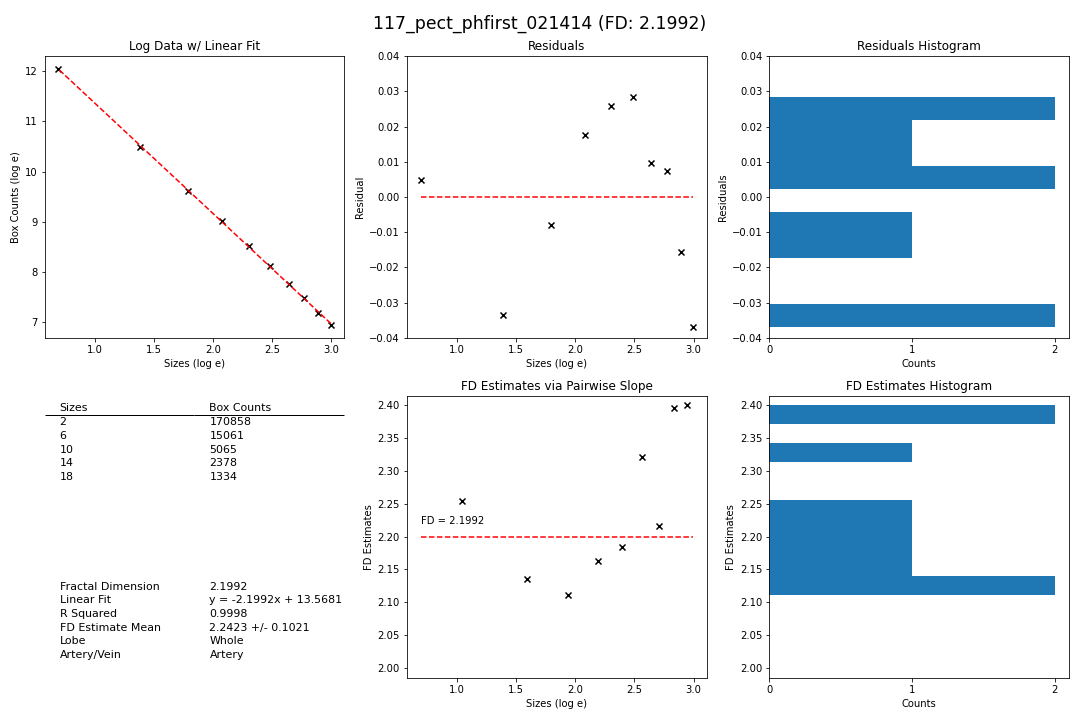 117_pect_phfirst_021414 (FD: 2.1992)
Log Data w/ Linear Fit
Box Counts (log e)
12
11
10
9
8
7
1.0 1.5 2.0 2.5 3.0
Sizes (log e)
Residuals
Residual
0.04
0.03
0.02
0.01
0.00
−0.01
−0.02
−0.03
−0.04
1.0 1.5 2.0 2.5 3.0
Sizes (log e)
Residuals Histogram
Residuals
0.04
0.03
0.02
0.01
0.00
−0.01
−0.02
−0.03
−0.04
0 1 2
Counts
Sizes Box Counts
2 170858
6 15061
10 5065
14 2378
18 1334
Fractal Dimension 2.1992
Linear Fit y = -2.1992x + 13.5681
R Squared 0.9998
FD Estimate Mean 2.2423 +/- 0.1021
Lobe Whole
Artery/Vein Artery
FD Estimates via Pairwise Slope
FD Estimates
2.40
2.35
2.30
2.25
2.20
2.15
2.10
2.05
2.00
FD = 2.1992
1.0 1.5 2.0 2.5 3.0
Sizes (log e)
FD Estimates Histogram
FD Estimates
2.40
2.35
2.30
2.25
2.20
2.15
2.10
2.05
2.00
0 1 2
Counts